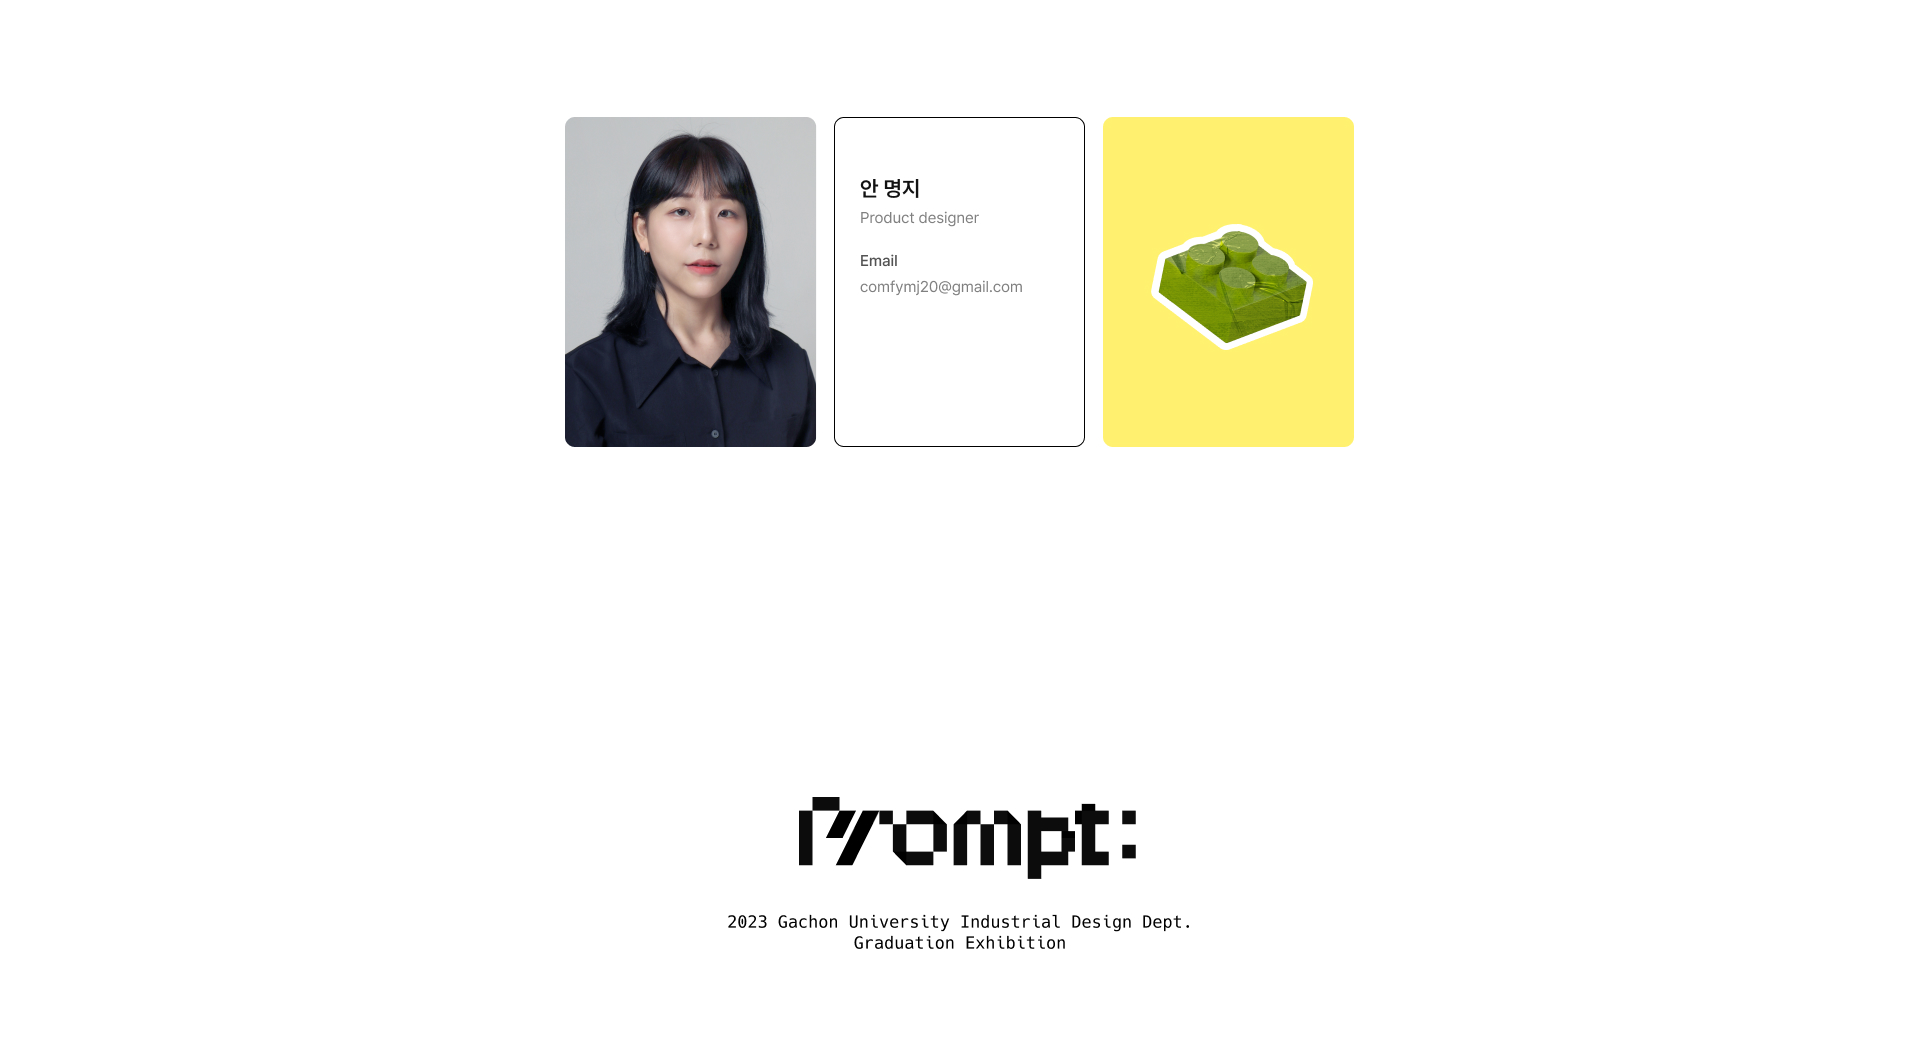 안 명지
Product designer
Email
comfymj20@gmail.com
Prompt:
2023 Gachon University Industrial Design Dept.
Graduation Exhibition